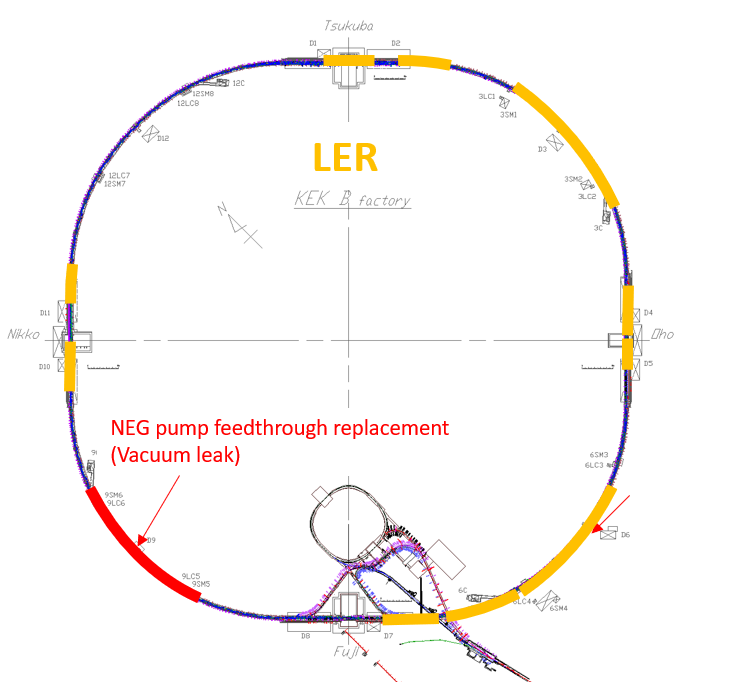 Tsukuba
D1
D2
12C
12SM8
12LC8
D12
12LC7
12SM7
3LC1
3SM1
D3
3SM2
3LC2
3C
LER
KEK B factory
N
D11
Nikko
D10
D4
Oho
D5
NEG pump feedthrough replacement
(Vacuum leak)
9SM6
9LC6
D9
9LC5
9SM5
6SM3
6LC3
D6
6C
6LC4
6SM4
D8
D7
Fuji